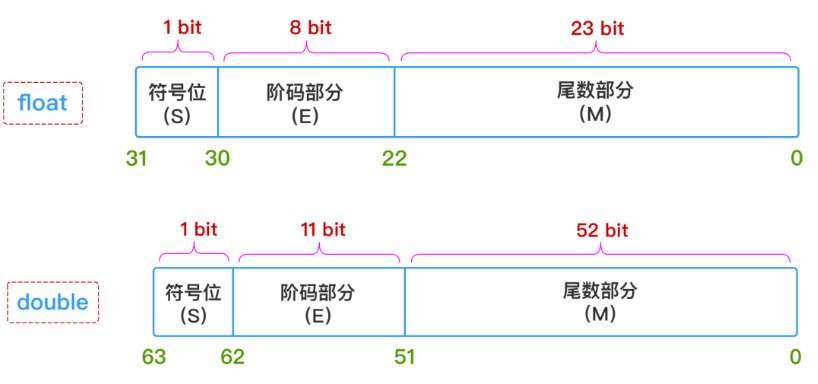 1 bit
8 bit
23 bit
float
符号位
（S）
阶码部分
（E）
尾数部分
（M）
31
30
22
0
1 bit
11 bit
52 bit
double
符号位
（S）
阶码部分
（E）
尾数部分
（M）
63
62
51
0